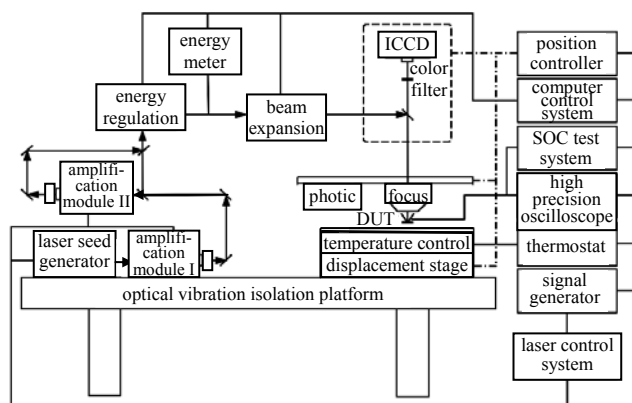 ICCD
color
filter
energy
meter
energy
regulation
beam
expansion
position
controller
computer
control
system
SOC test
system
high
precision
oscilloscope
thermostat
signal
generator
laser control
system
amplifi-
cation
module II
photic
focus
DUT
laser seed
generator
amplifi-
cation
module I
temperature control
displacement stage
optical vibration isolation platform